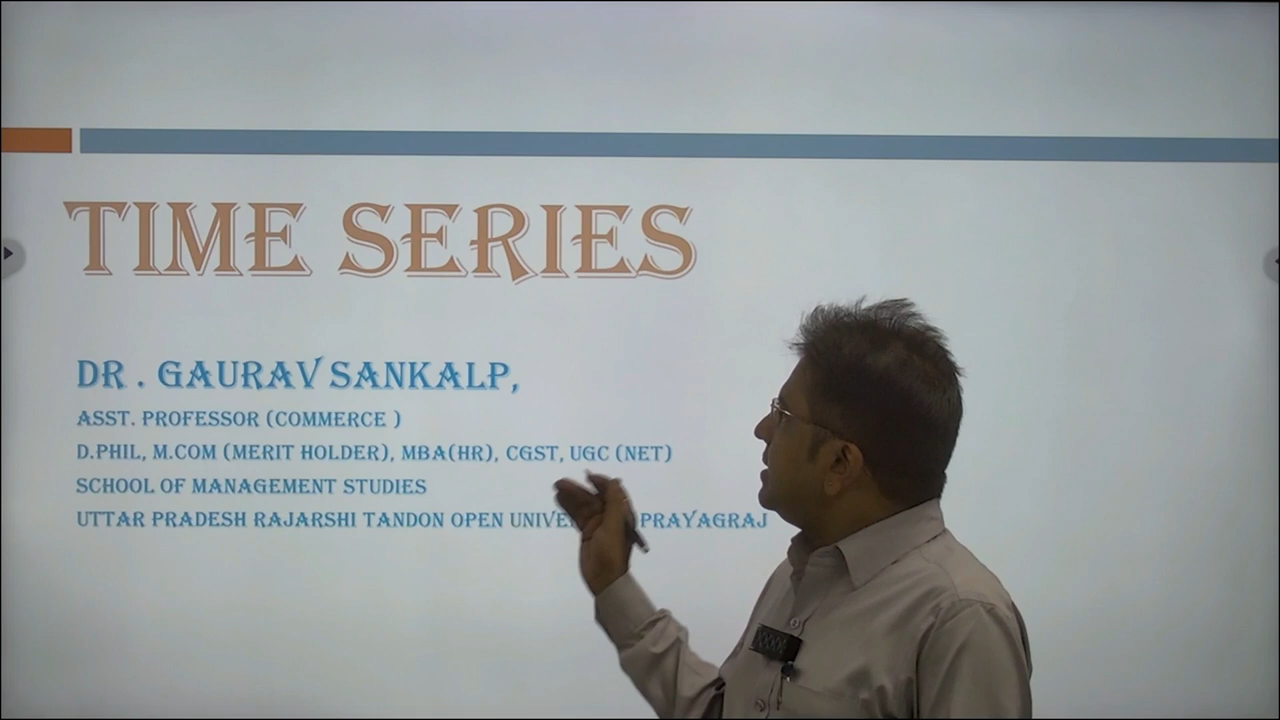 TIME SERIES
DR . GAURAV SANKALP,
ASST. PROFESSOR (COMMERCE )
D.PHIL, M.COM (MERIT HOLDER), MBA(HR), CGST, UGC (NET)
SCHOOL OF MANAGEMENT STUDIES
UTTAR PRADESH RAJARSHI TANDON OPEN PRAYAGRAJ